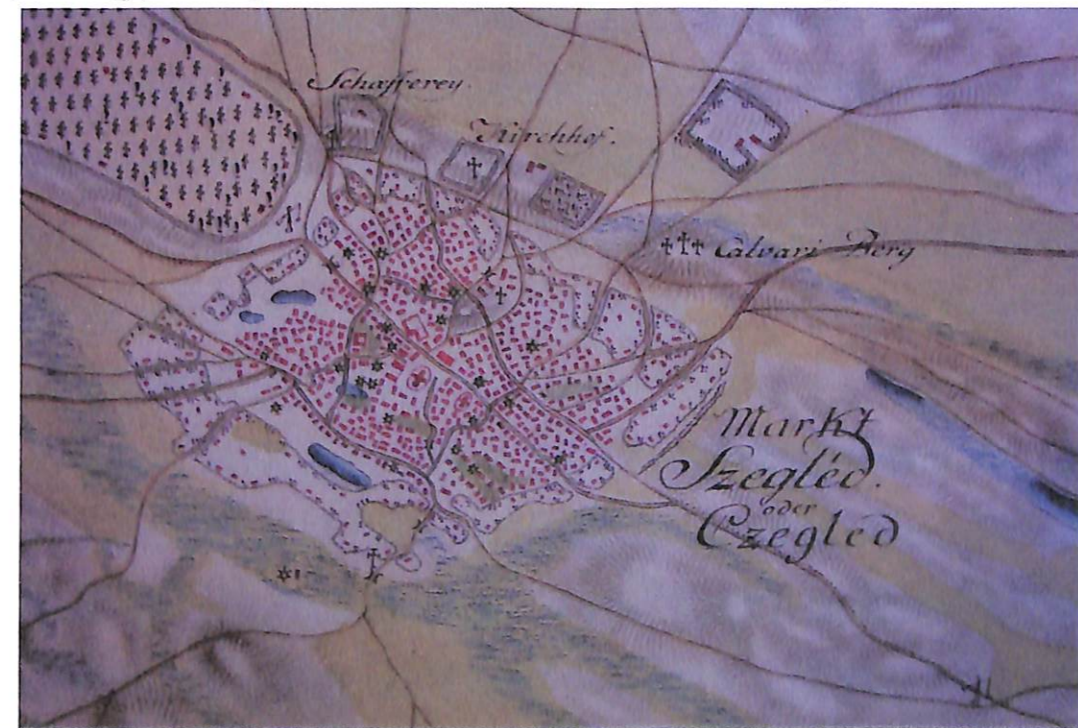 Schafferey.
Kirchhof.
Calvari Berg
Markt
Szegléd.
oder
Czegléd